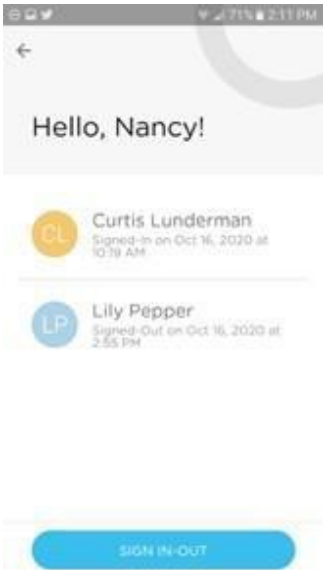 71% 2:11 PM
Hello, Nancy!
CL
Curtis Lunderman
Signed-In on Oct 16, 2020 at
10:19 AM
LP
Lily Pepper
Signed-Out on Oct 16, 2020 at
2:55 PM
SIGN IN-OUT